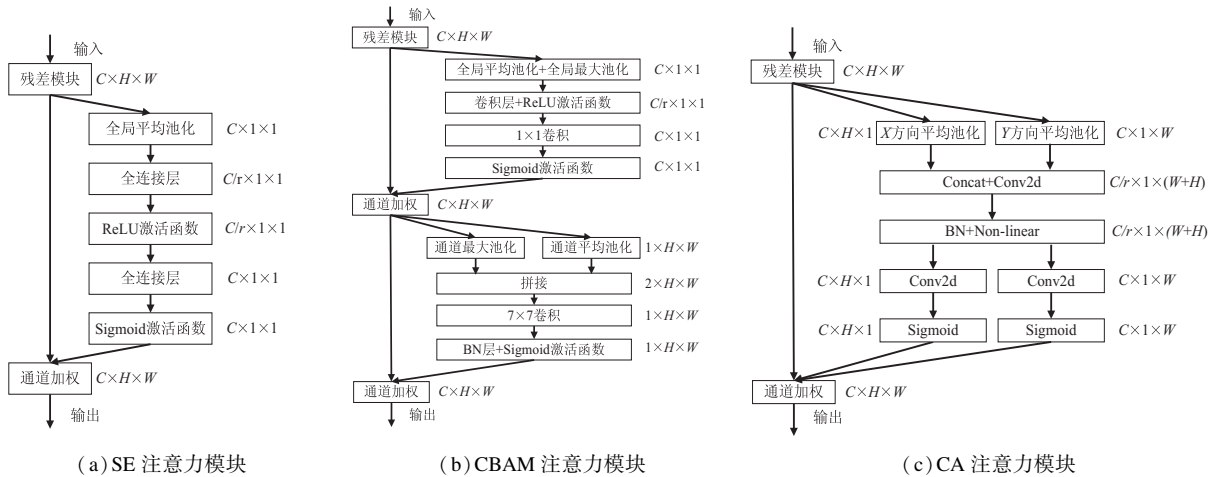 输入
残差模块 C×H×W
全局平均池化 C×1×1
全连接层 C/r×1×1
ReLU激活函数 C/r×1×1
全连接层 C×1×1
Sigmoid激活函数 C×1×1
通道加权 C×H×W
输出
(a)SE 注意力模块
输入
残差模块 C×H×W
全局平均池化+全局最大池化 C×1×1
卷积层+ReLU激活函数 C/r×1×1
1×1卷积 C×1×1
Sigmoid激活函数 C×1×1
通道加权 C×H×W
通道最大池化 通道平均池化 1×H×W
拼接 2×H×W
7×7卷积 1×H×W
BN层+Sigmoid激活函数 1×H×W
通道加权 C×H×W
输出
(b)CBAM 注意力模块
输入
残差模块 C×H×W
C×H×1 X方向平均池化 Y方向平均池化 C×1×W
Concat+Conv2d C/r×1×(W+H)
BN+Non-linear C/r×1×(W+H)
C×H×1 Conv2d Conv2d C×1×W
C×H×1 Sigmoid Sigmoid C×1×W
通道加权 C×H×W
输出
(c)CA 注意力模块